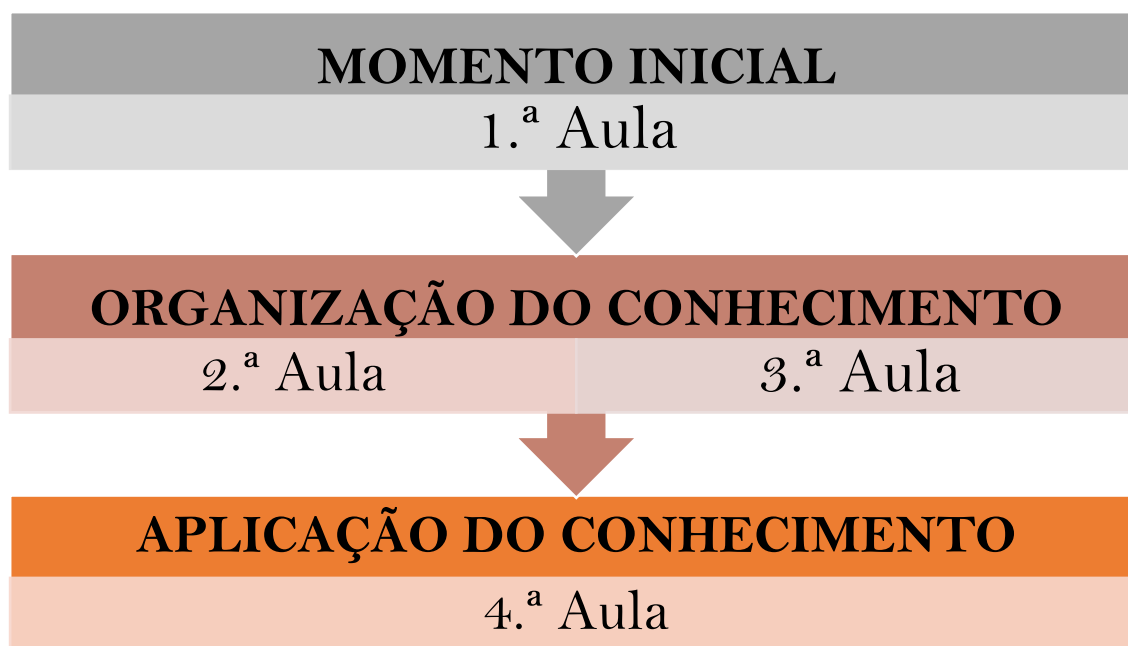 MOMENTO INICIAL
1.ª Aula
ORGANIZAÇÃO DO CONHECIMENTO
2.ª Aula
3.ª Aula
APLICAÇÃO DO CONHECIMENTO
4.ª Aula